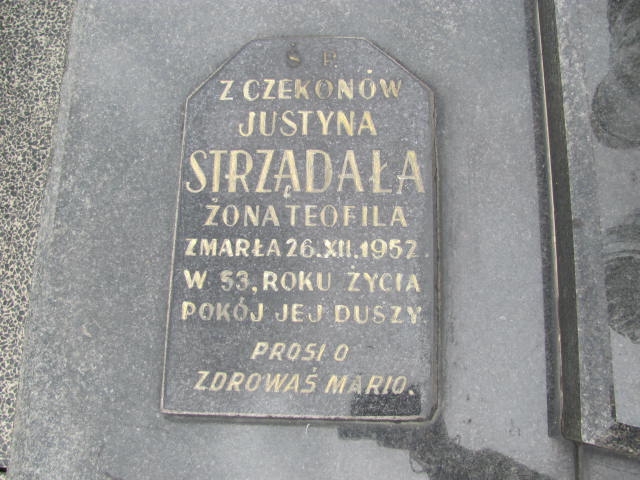 Ś P.
Z CZEKONÓW
JUSTYNA
STRZĄDAŁA
ŻONA TEOFILA
ZMARŁA 26.XII.1952
W 53, ROKU ŻYCIA
POKÓJ JEJ DUSZY
PROSI O
ZDROWAŚ MARIO.